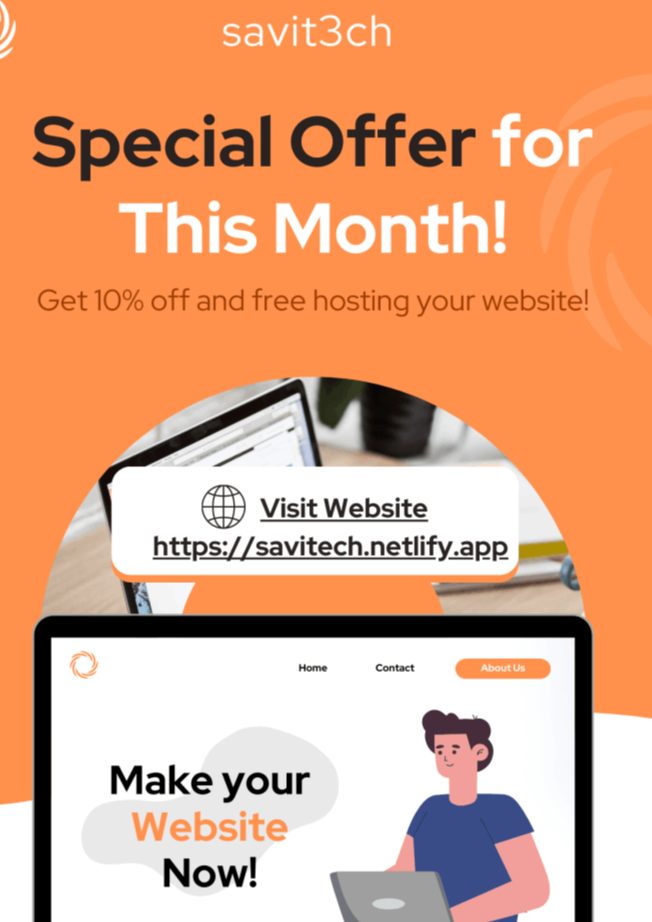 savit3ch
Special Offer for
This Month!
Get 10% off and free hosting your website!
Visit Website
https://savitech.netlify.app
Home Contact About Us
Make your
Website
Now!